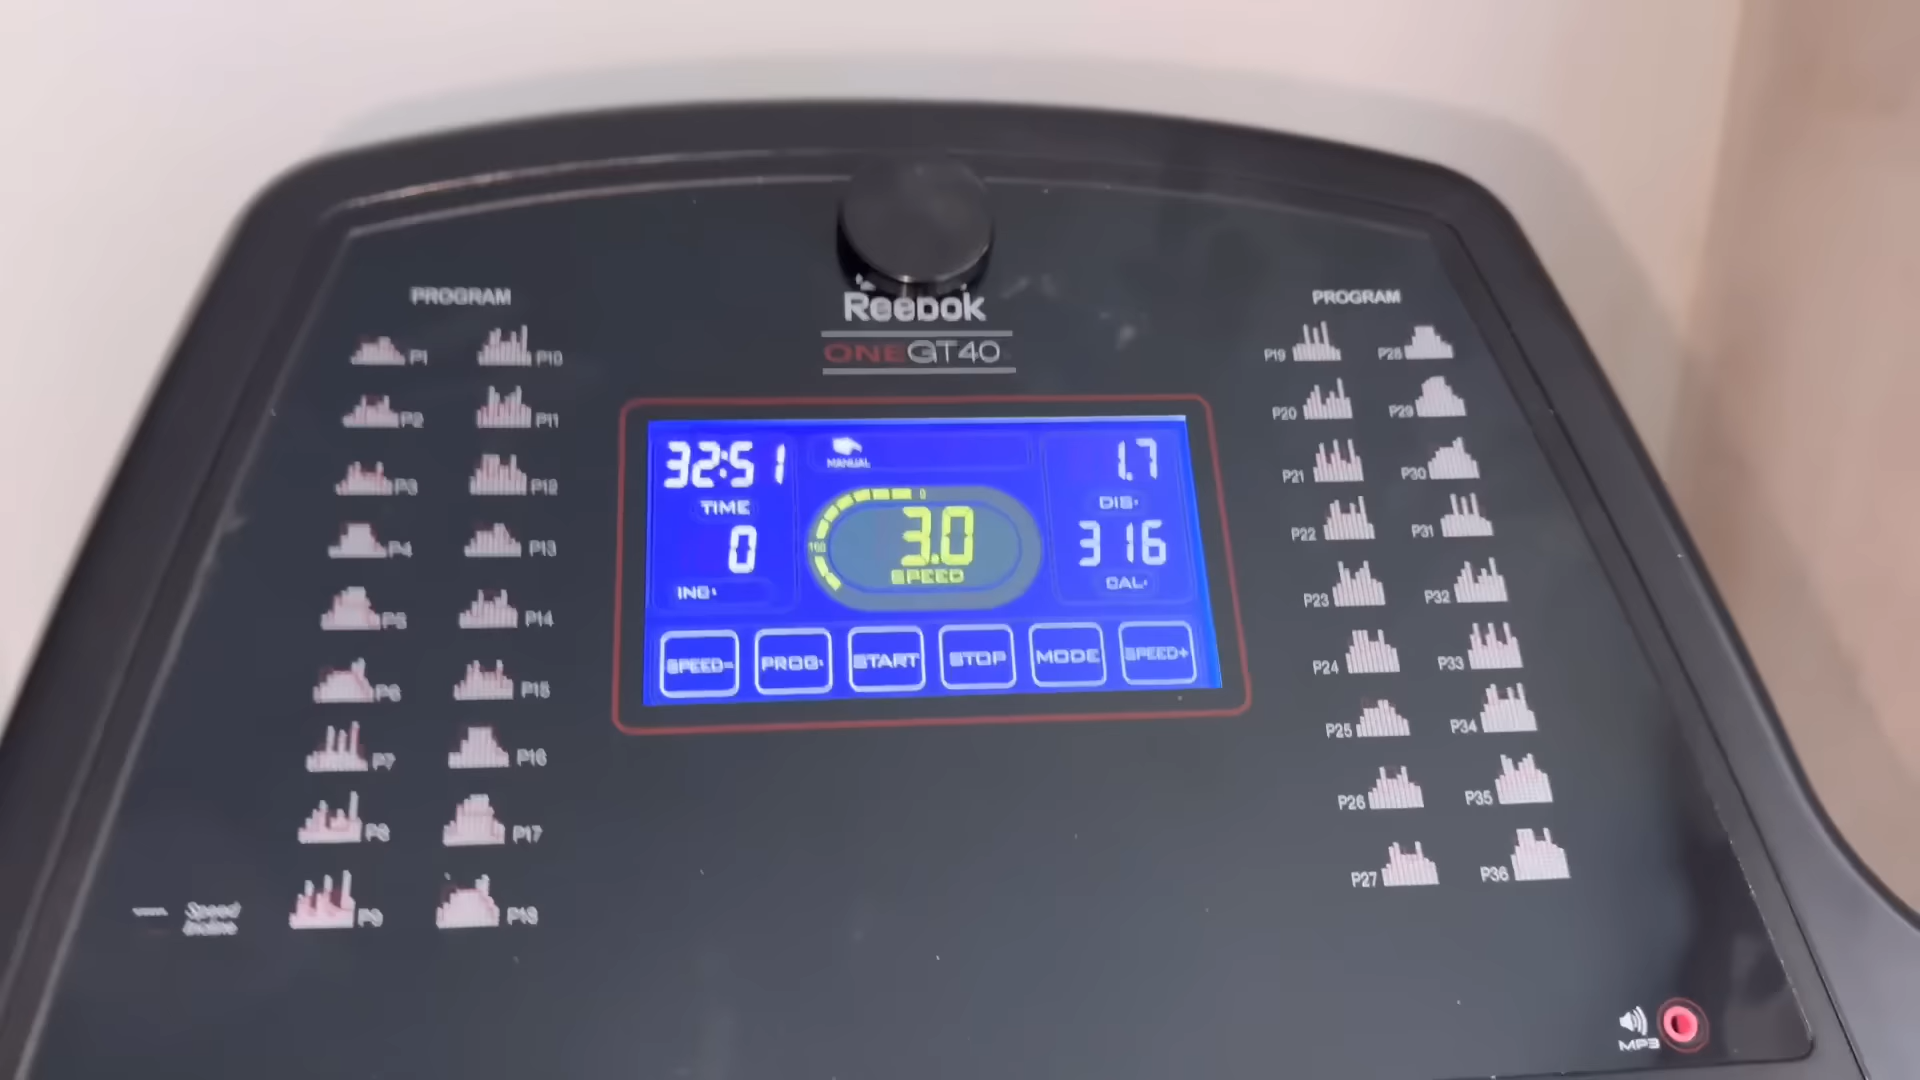 Reebok
ONE GT40
PROGRAM
P1 P10
P2 P11
P3 P12
P4 P13
P5 P14
P6 P15
P7 P16
P8 P17
P9 P18
Speed
Incline
32:51
TIME
0
INC:
MANUAL
0
160
3.0
SPEED
1.7
DIS:
316
CAL:
SPEED- PROG: START STOP MODE SPEED+
PROGRAM
P19 P28
P20 P29
P21 P30
P22 P31
P23 P32
P24 P33
P25 P34
P26 P35
P27 P36
MP3